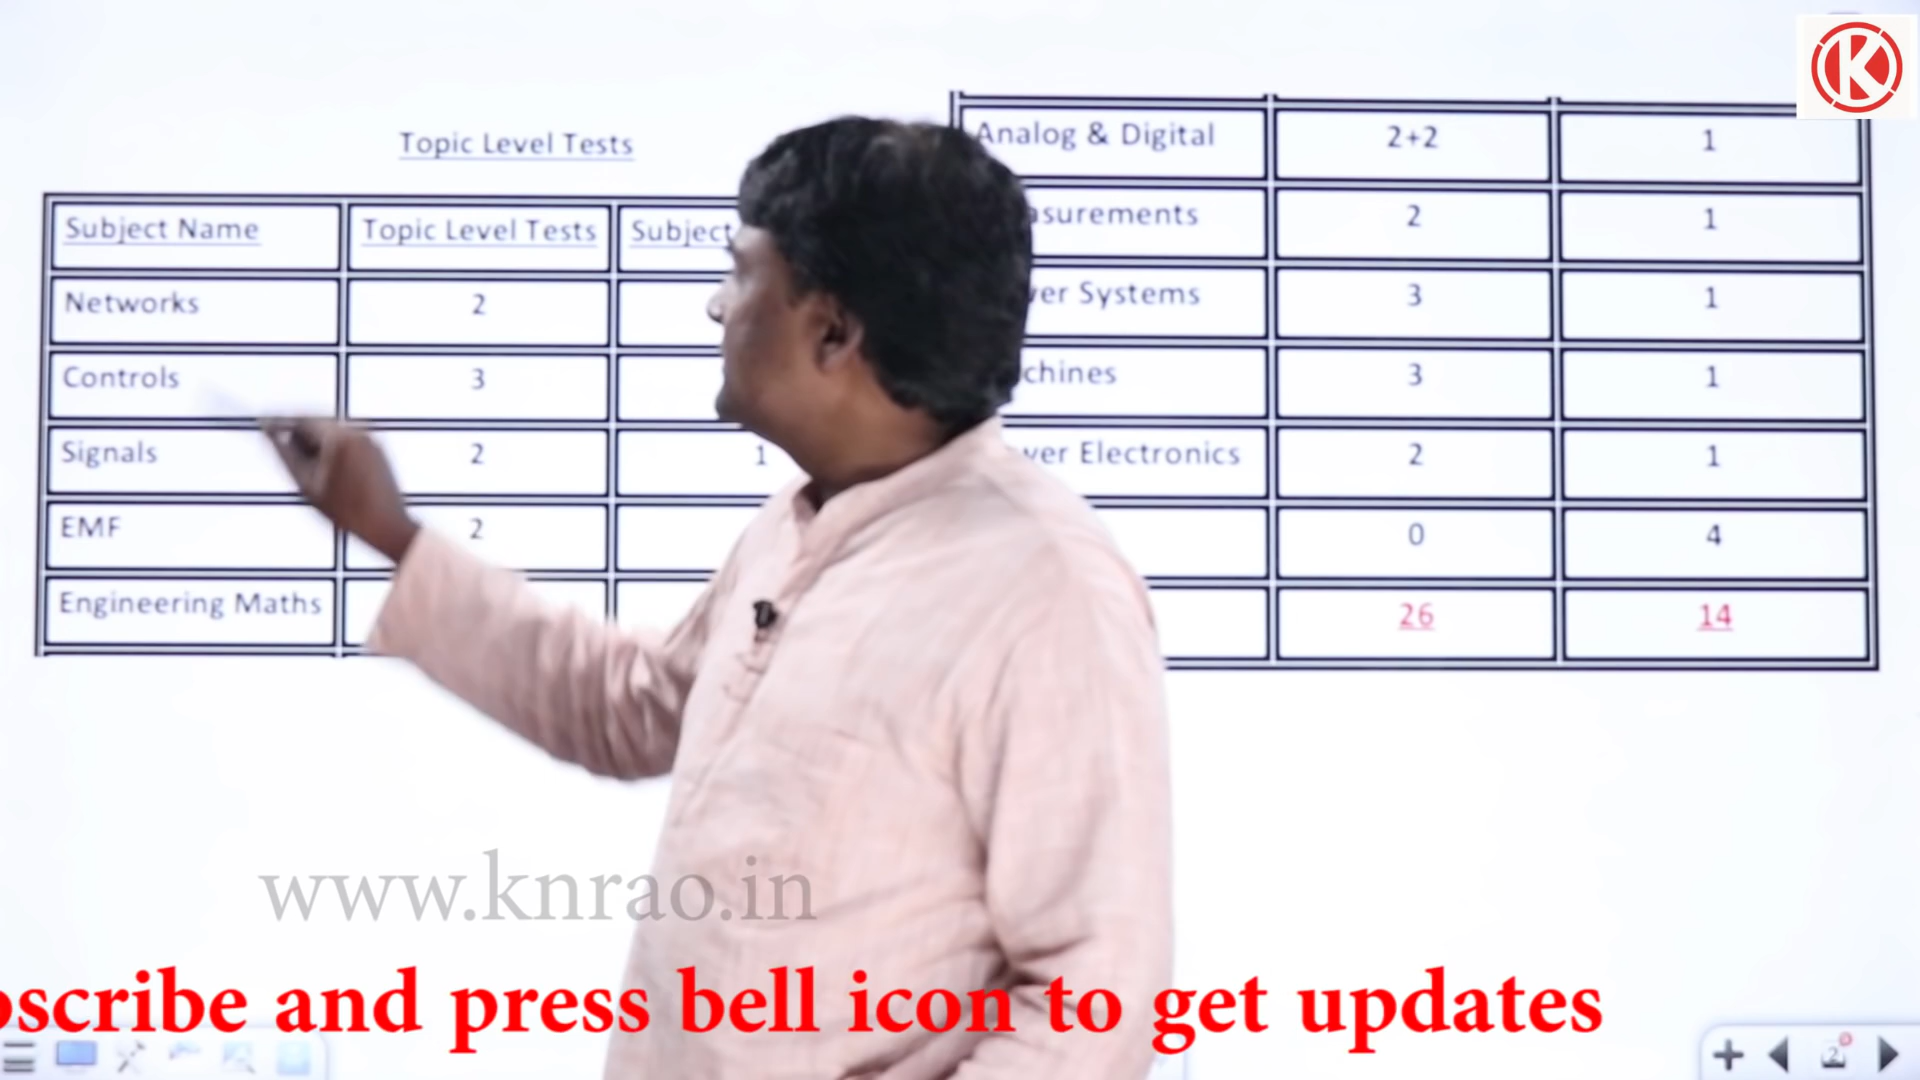 Topic Level Tests
Subject Name Topic Level Tests Subject
Networks 2
Controls 3
Signals 2 1
EMF 2
Engineering Maths
Analog & Digital 2+2 1
asurements 2 1
er Systems 3 1
chines 3 1
er Electronics 2 1
0 4
26 14
K
www.knrao.in
bscribe and press bell icon to get updates
2